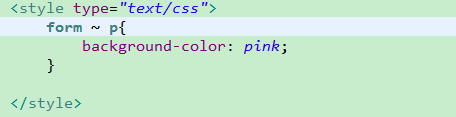 <style type="text/css">
form ~ p{
background-color: pink;
}
</style>